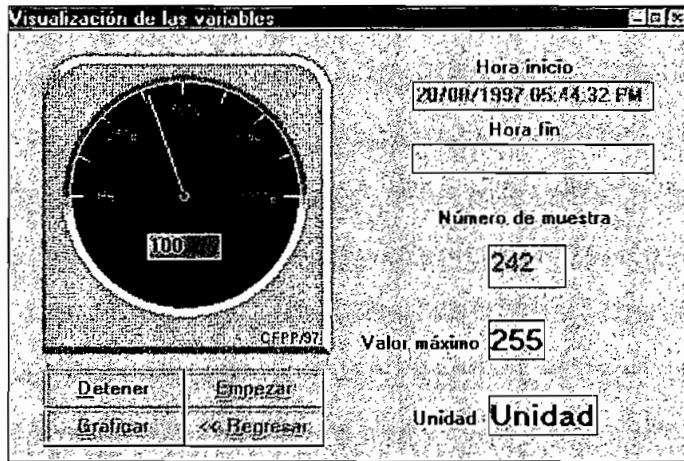 Visualización de las variables
Hora inicio
20/08/1997 05:44:32 PM
Hora fin
Número de muestra
100
242
CFPP/97
Valor máximo 255
Detener
Empezar
Graficar
<< Regresar
Unidad Unidad